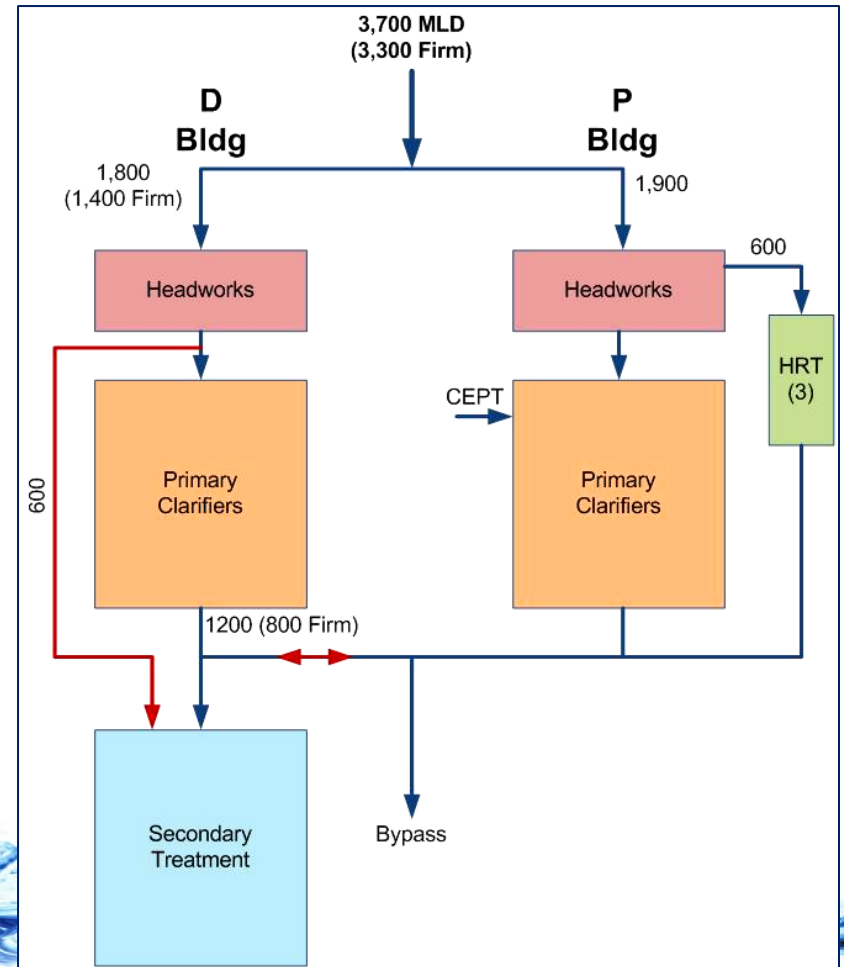 3,700 MLD
(3,300 Firm)
D
Bldg
P
Bldg
1,800
(1,400 Firm)
1,900
600
Headworks
Headworks
HRT
(3)
CEPT
600
Primary
Clarifiers
Primary
Clarifiers
1200 (800 Firm)
Secondary
Treatment
Bypass